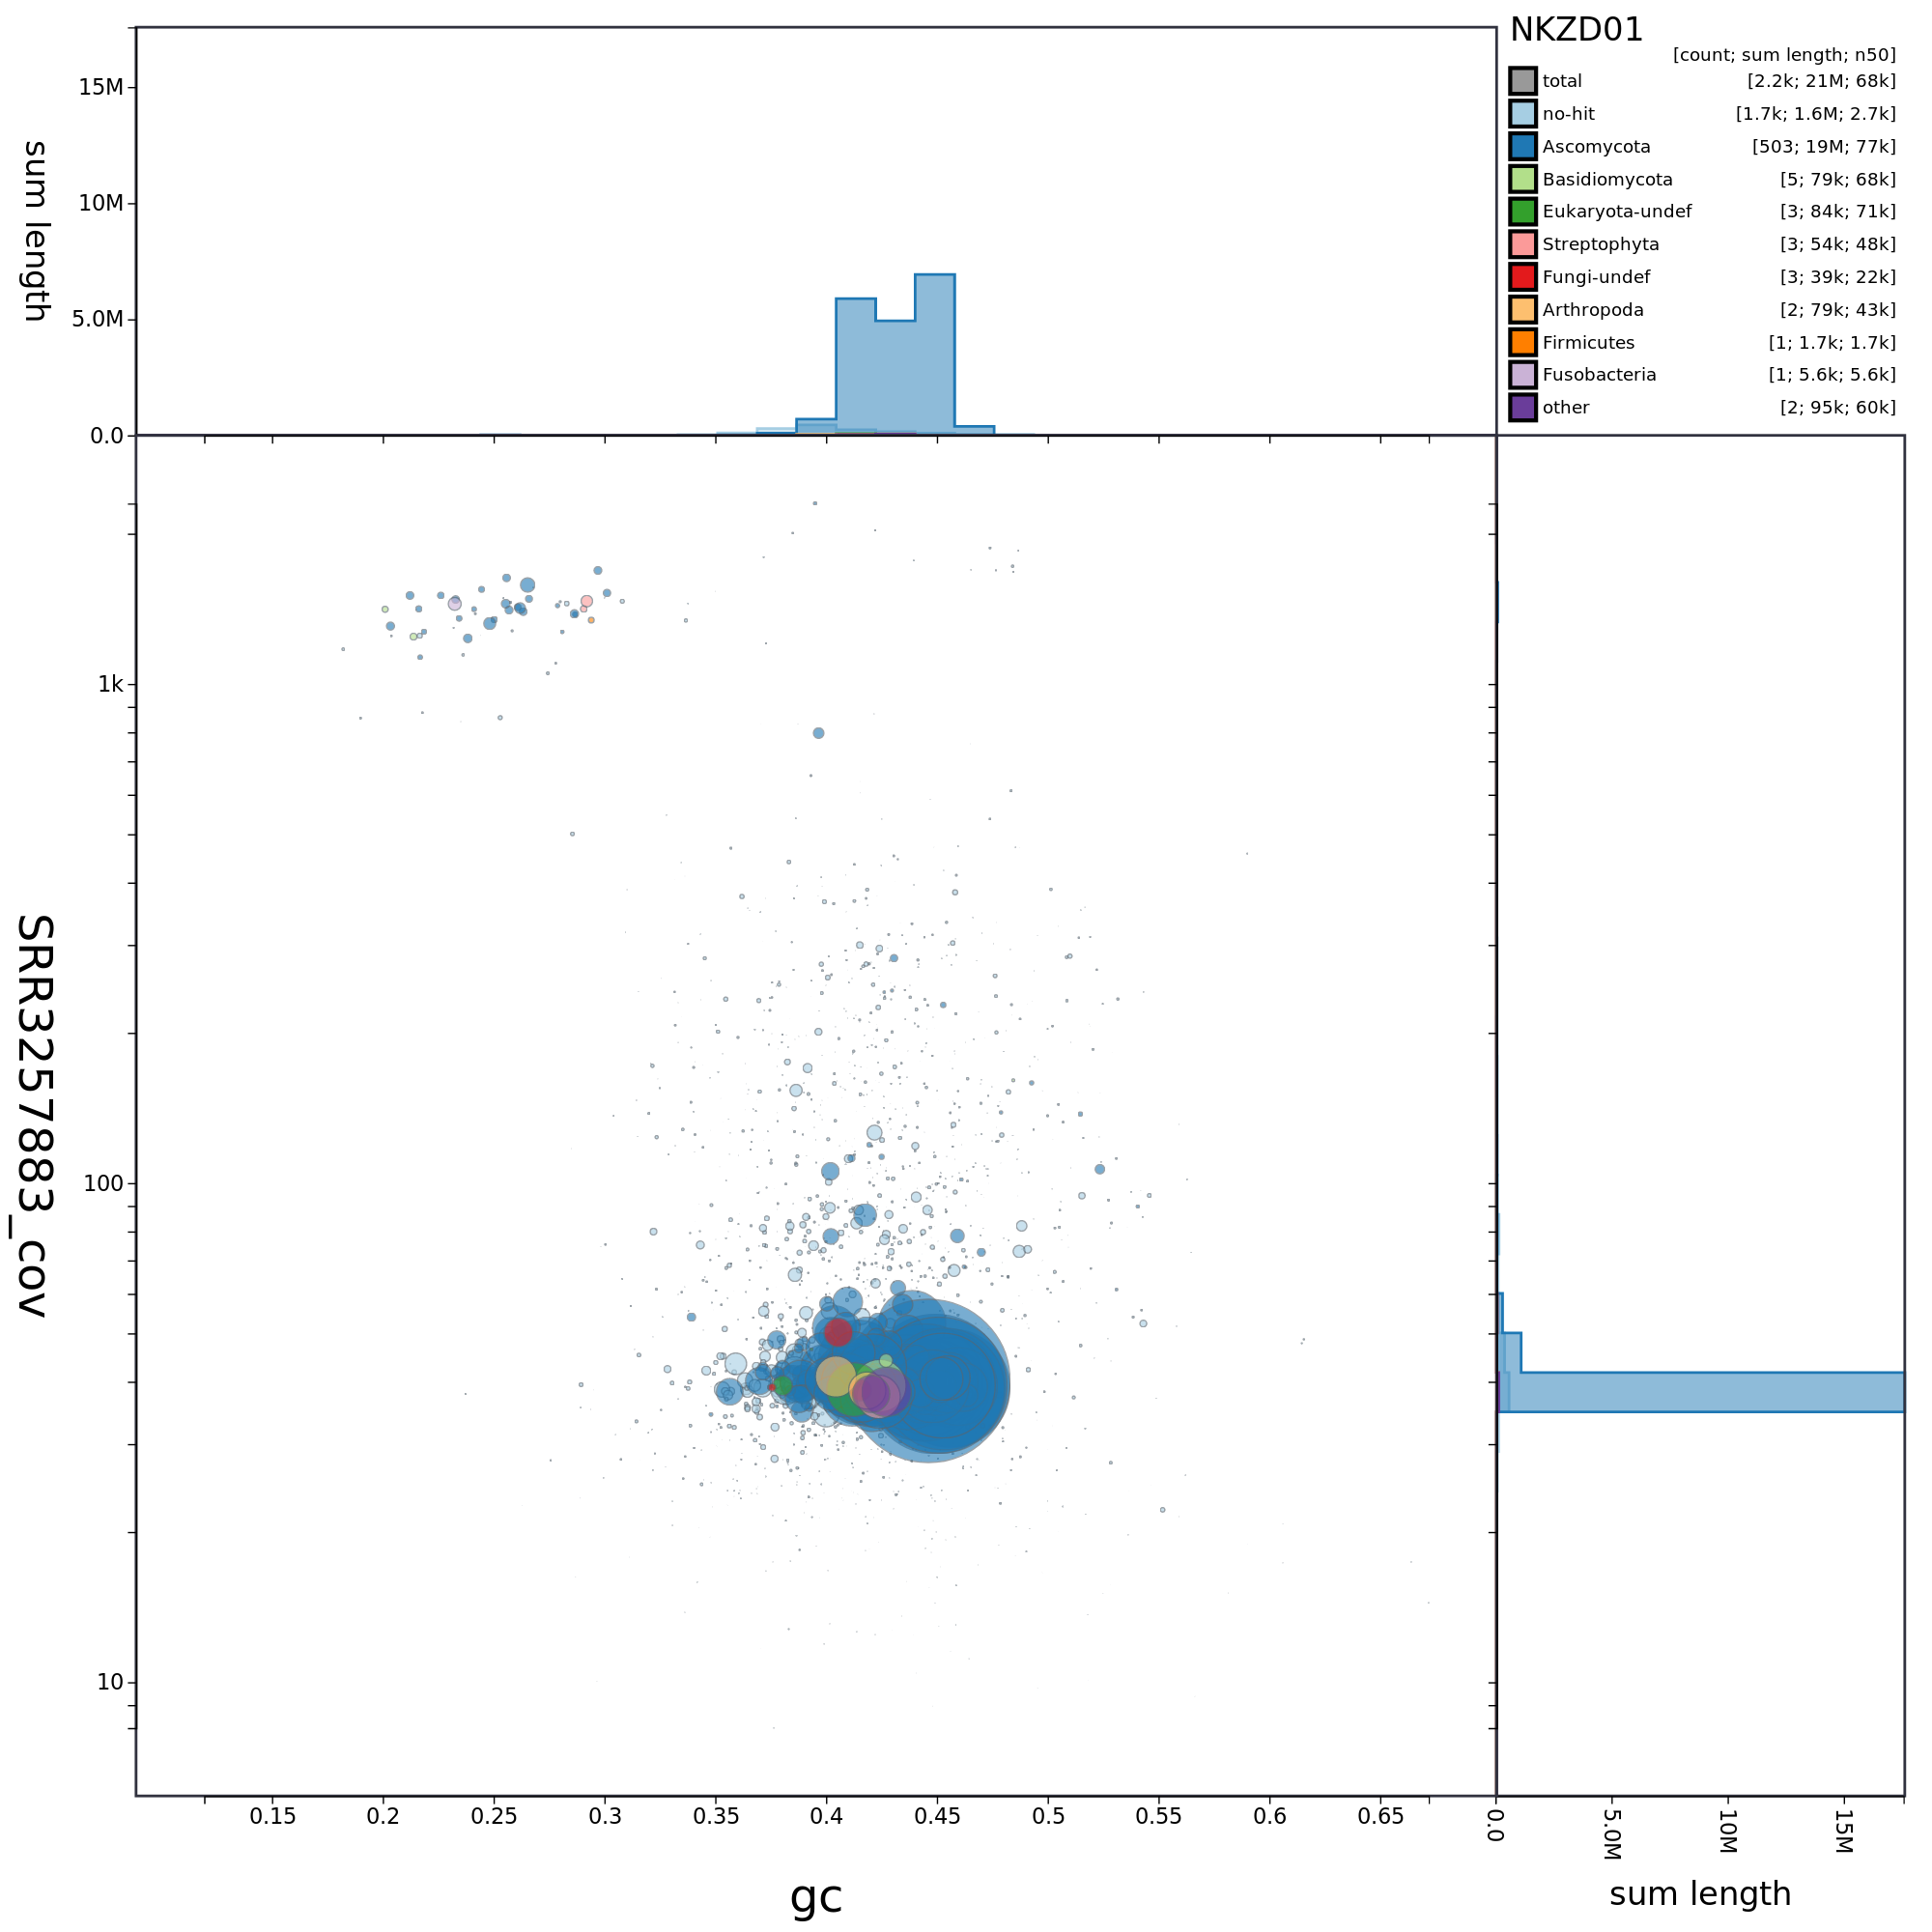 NKZD01
[count; sum length; n50]
total [2.2k; 21M; 68k]
no-hit [1.7k; 1.6M; 2.7k]
Ascomycota [503; 19M; 77k]
Basidiomycota [5; 79k; 68k]
Eukaryota-undef [3; 84k; 71k]
Streptophyta [3; 54k; 48k]
Fungi-undef [3; 39k; 22k]
Arthropoda [2; 79k; 43k]
Firmicutes [1; 1.7k; 1.7k]
Fusobacteria [1; 5.6k; 5.6k]
other [2; 95k; 60k]
sum length
15M
10M
5.0M
0.0
SRR3257883_cov
1k
100
10
0.15 0.2 0.25 0.3 0.35 0.4 0.45 0.5 0.55 0.6 0.65
gc
0.0 5.0M 10M 15M
sum length